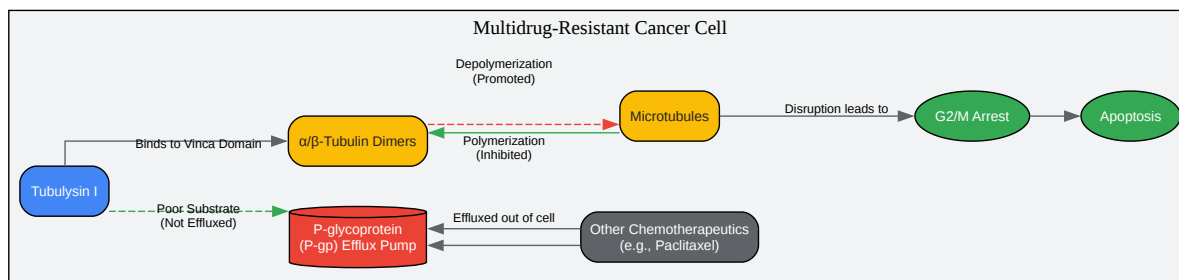 Multidrug-Resistant Cancer Cell
Depolymerization
(Promoted)
Microtubules
Disruption leads to
G2/M Arrest
Apoptosis
α/β-Tubulin Dimers
Polymerization
(Inhibited)
Binds to Vinca Domain
Tubulysin I
Poor Substrate
(Not Effluxed)
P-glycoprotein
(P-gp) Efflux Pump
Effluxed out of cell
Other Chemotherapeutics
(e.g., Paclitaxel)